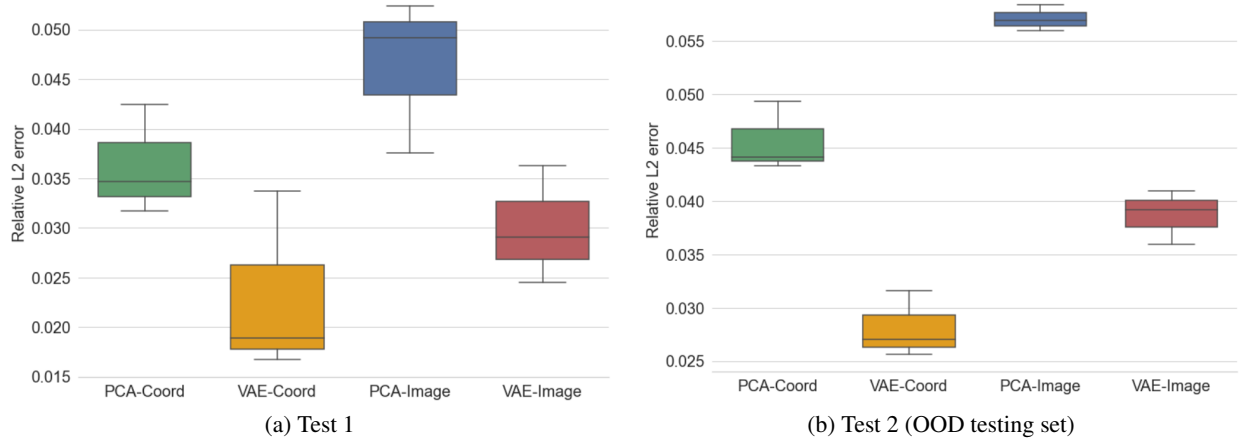 0.050
0.045
0.040
0.035
0.030
0.025
0.020
0.015
Relative L2 error
PCA-Coord VAE-Coord PCA-Image VAE-Image
(a) Test 1
0.055
0.050
0.045
0.040
0.035
0.030
0.025
Relative L2 error
PCA-Coord VAE-Coord PCA-Image VAE-Image
(b) Test 2 (OOD testing set)